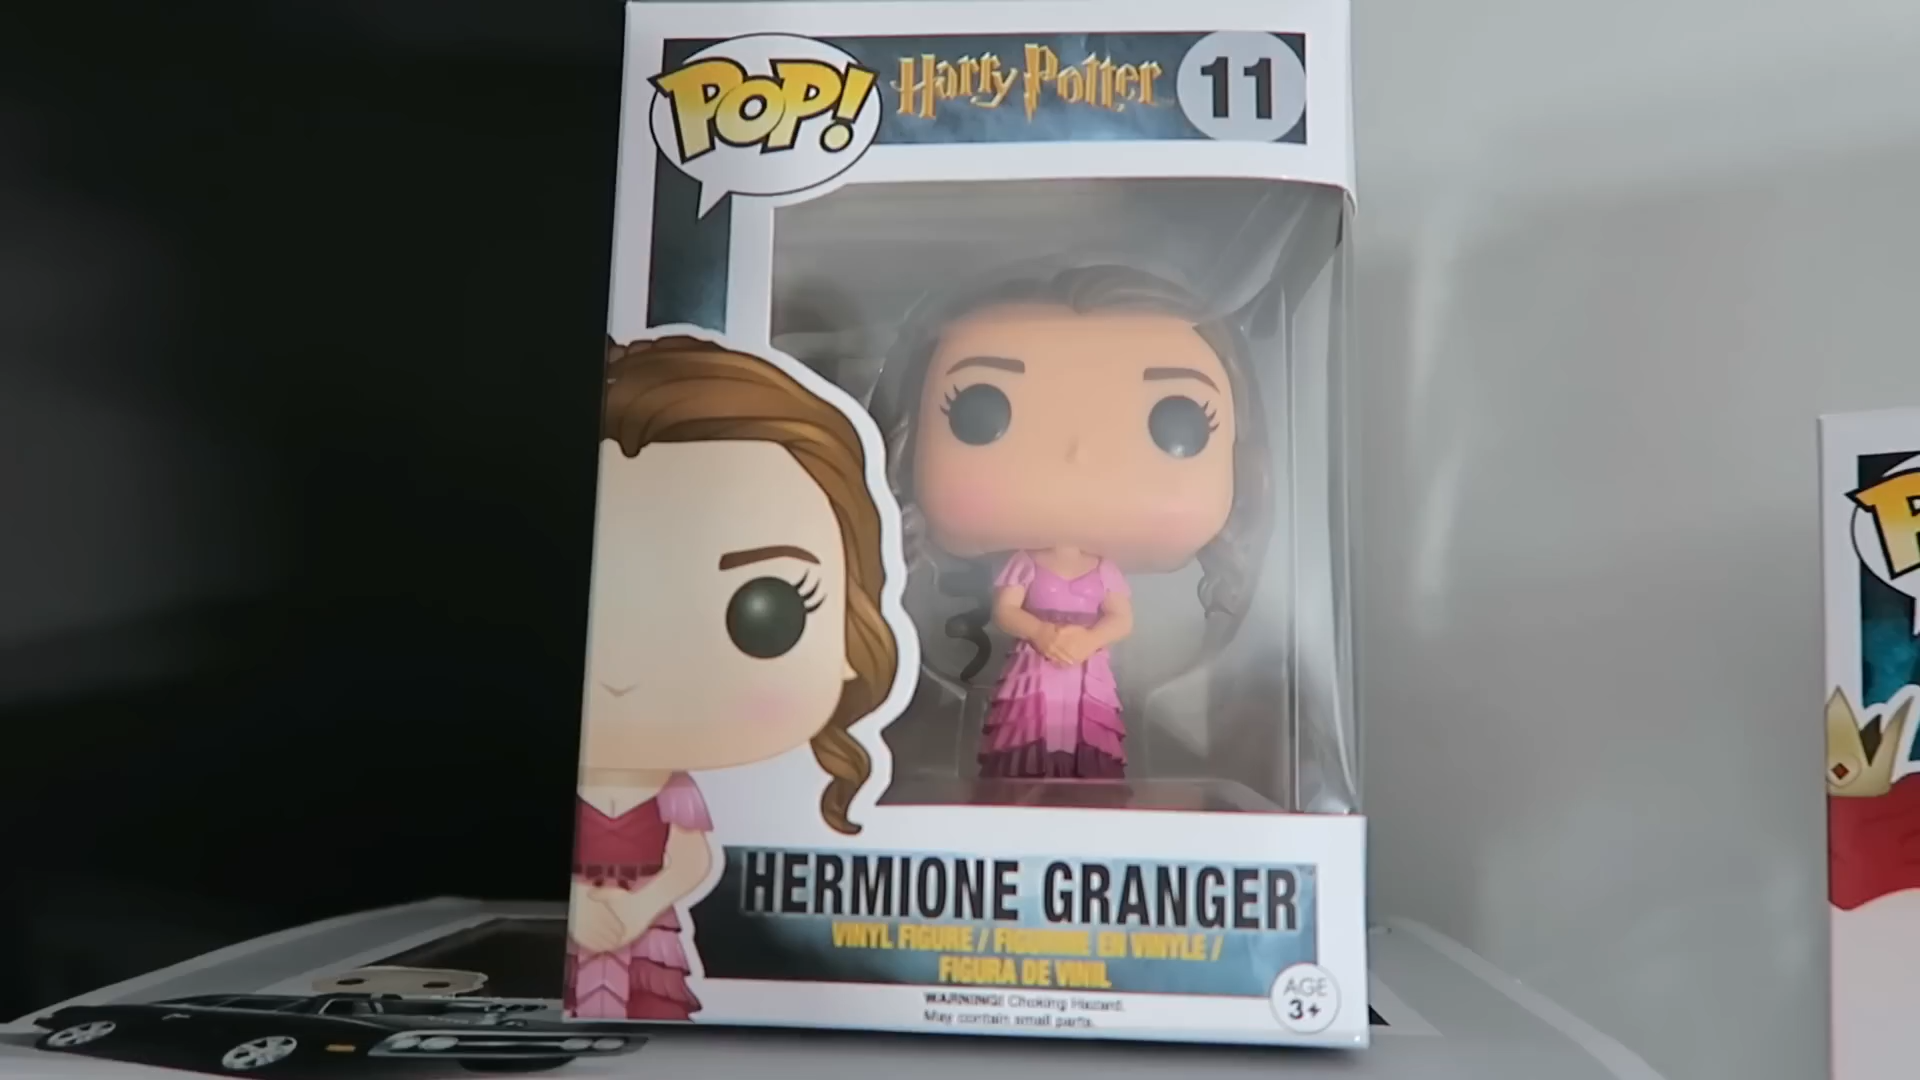 POP! Harry Potter 11
HERMIONE GRANGER
VINYL FIGURE / FIGURINE EN VINYLE /
FIGURA DE VINIL
WARNING! Choking Hazard.
May contain small parts.
AGE
3+